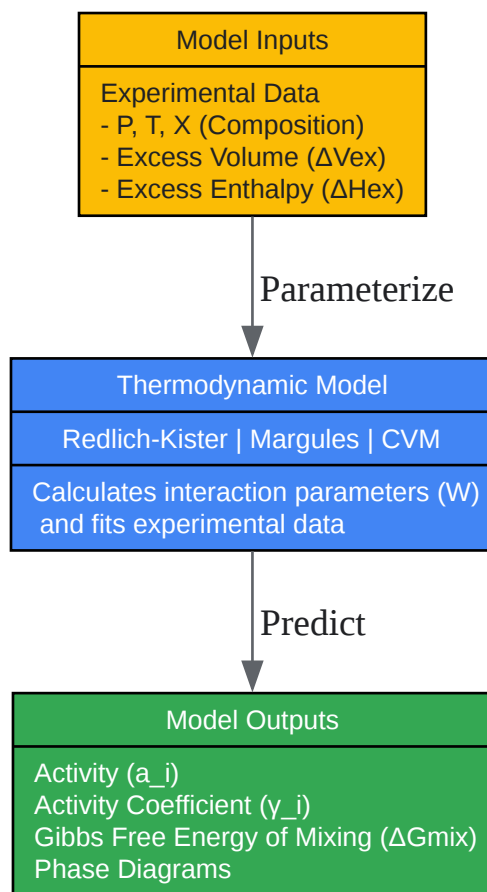 Model Inputs
Experimental Data
- P, T, X (Composition)
- Excess Volume (ΔVex)
- Excess Enthalpy (ΔHex)
Parameterize
Thermodynamic Model
Redlich-Kister | Margules | CVM
Calculates interaction parameters (W)
and fits experimental data
Predict
Model Outputs
Activity (a_i)
Activity Coefficient (γ_i)
Gibbs Free Energy of Mixing (ΔGmix)
Phase Diagrams